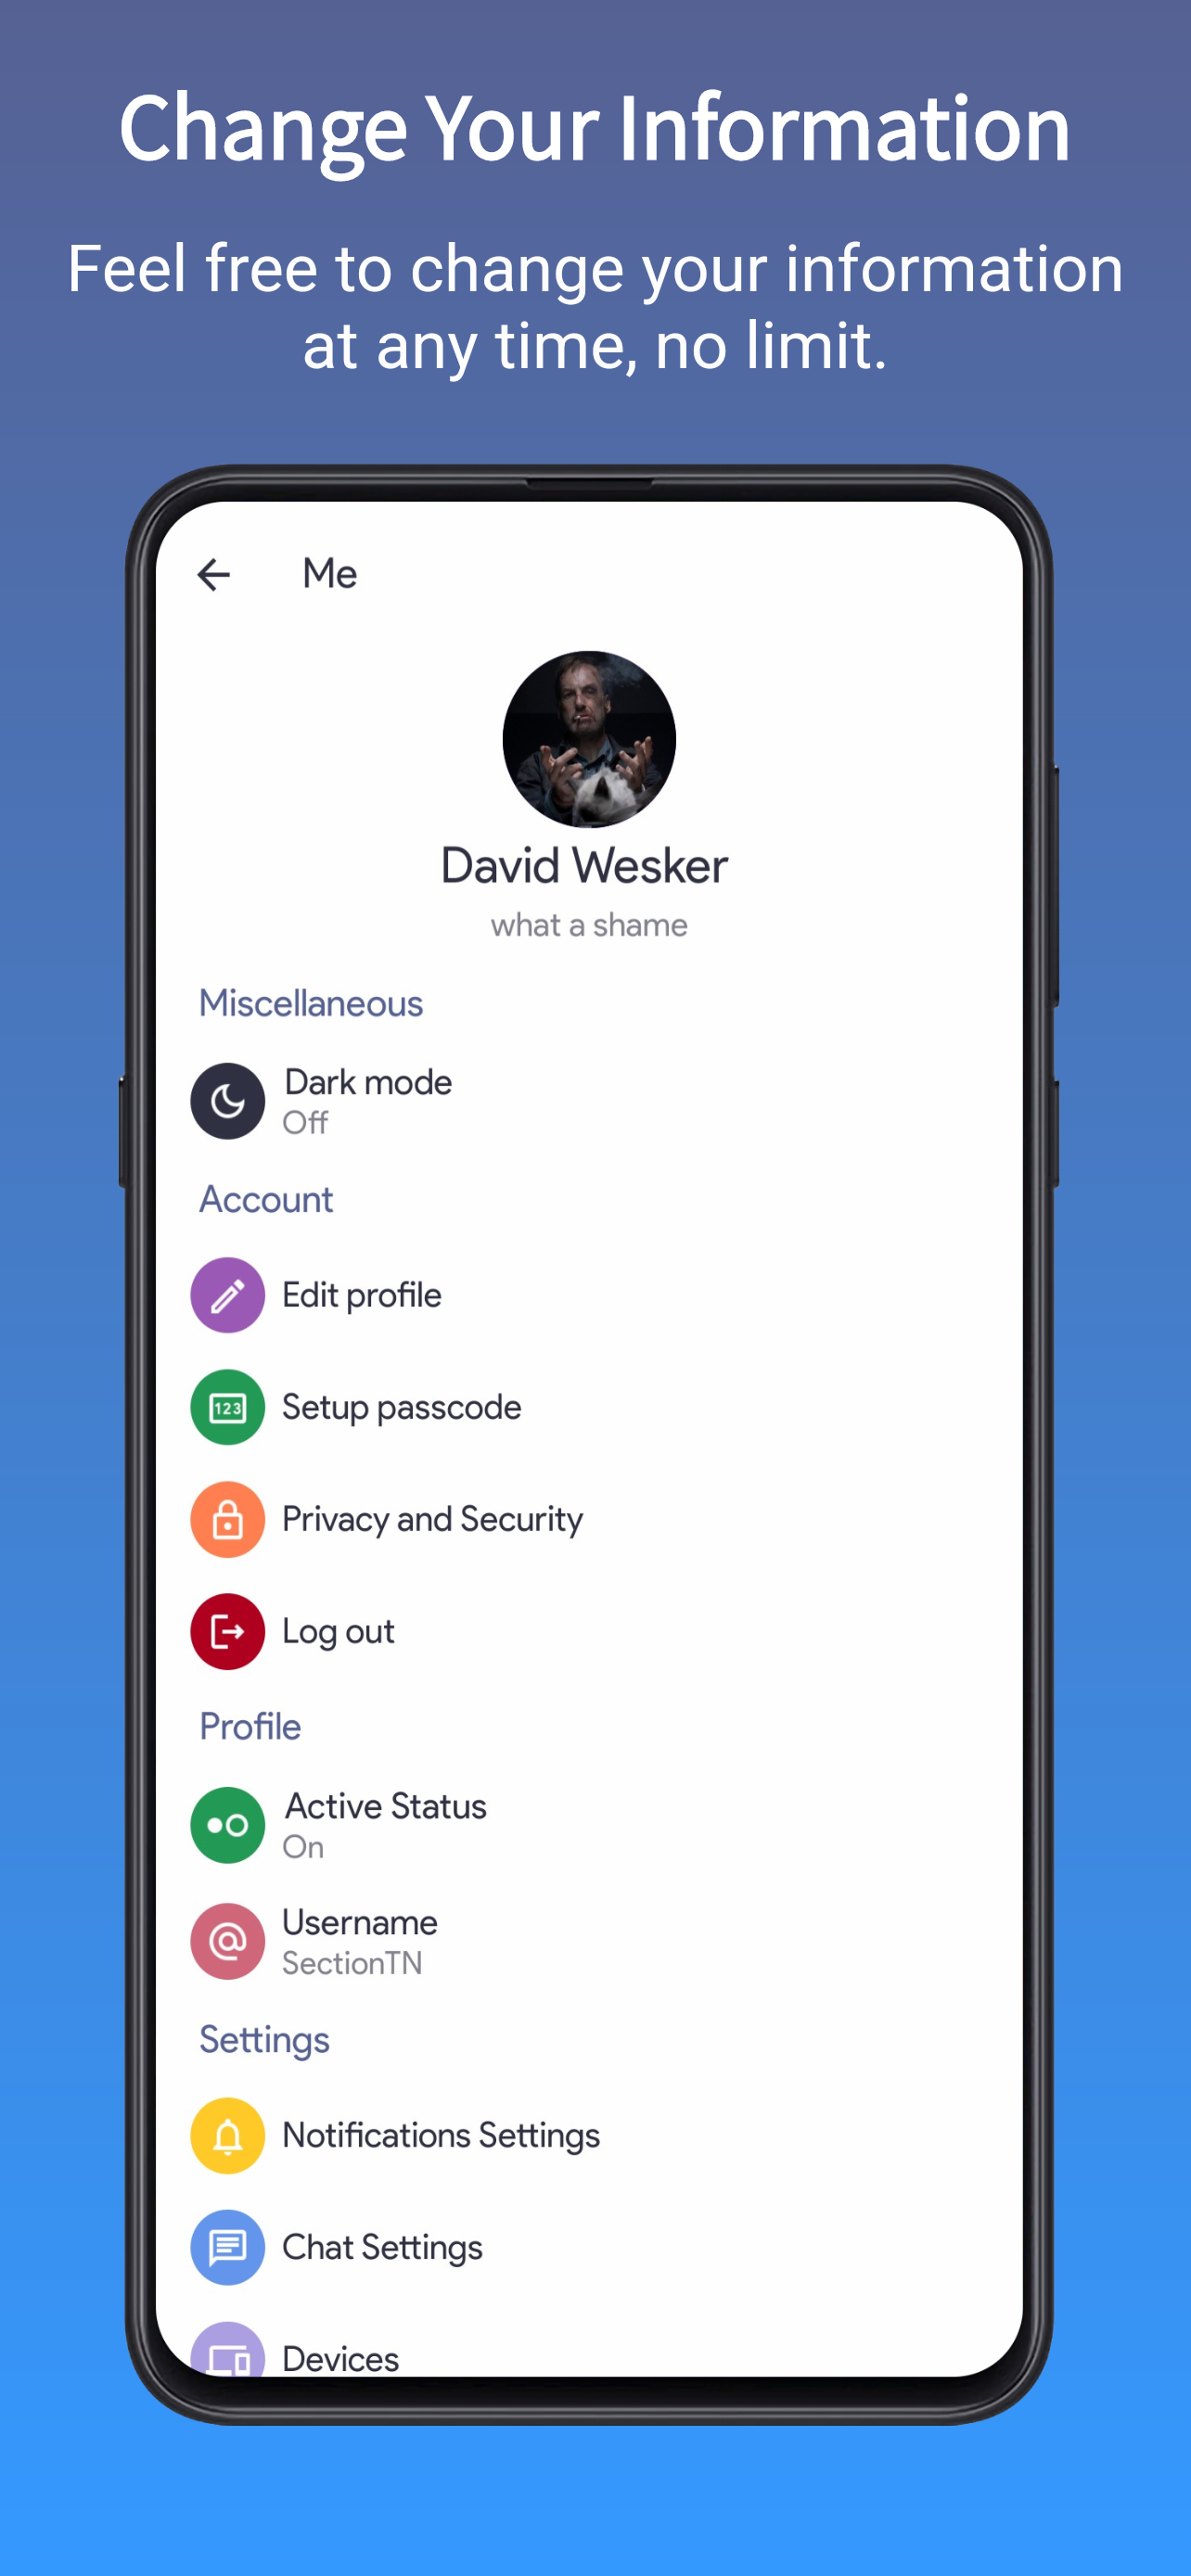 Change Your Information
Feel free to change your information
at any time, no limit.
Me
David Wesker
what a shame
Miscellaneous
Dark mode
Off
Account
Edit profile
123
Setup passcode
Privacy and Security
Log out
Profile
Active Status
On
@
Username
SectionTN
Settings
Notifications Settings
Chat Settings
Devices